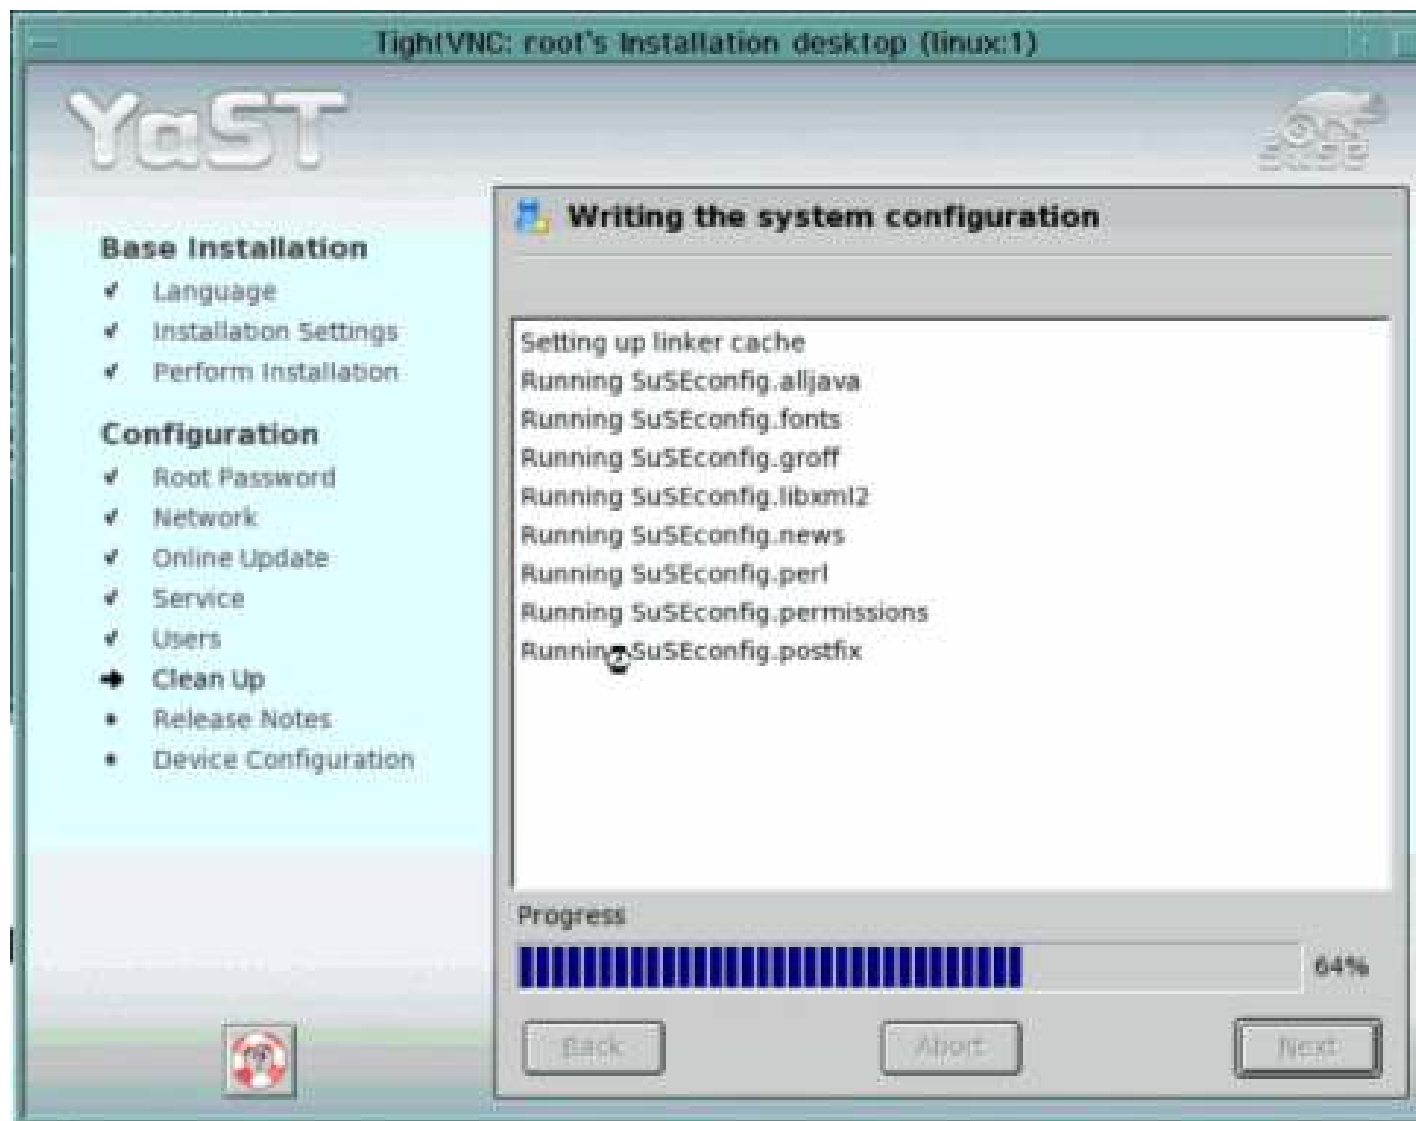 TightVNC: root's Installation desktop (linux:1)
YaST
SUSE
Writing the system configuration
Base Installation
Language
Installation Settings
Perform Installation
Configuration
Root Password
Network
Online Update
Service
Users
Clean Up
Release Notes
Device Configuration
Setting up linker cache
Running SuSEconfig.alljava
Running SuSEconfig.fonts
Running SuSEconfig.groff
Running SuSEconfig.libxml2
Running SuSEconfig.news
Running SuSEconfig.perl
Running SuSEconfig.permissions
Running SuSEconfig.postfix
Progress
64%
Back
Abort
Next